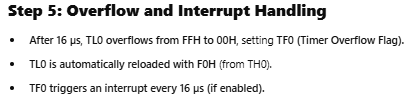 Step 5: Overflow and Interrupt Handling
• After 16 µs, TL0 overflows from FFH to 00H, setting TF0 (Timer Overflow Flag).
• TL0 is automatically reloaded with F0H (from TH0).
• TF0 triggers an interrupt every 16 µs (if enabled).